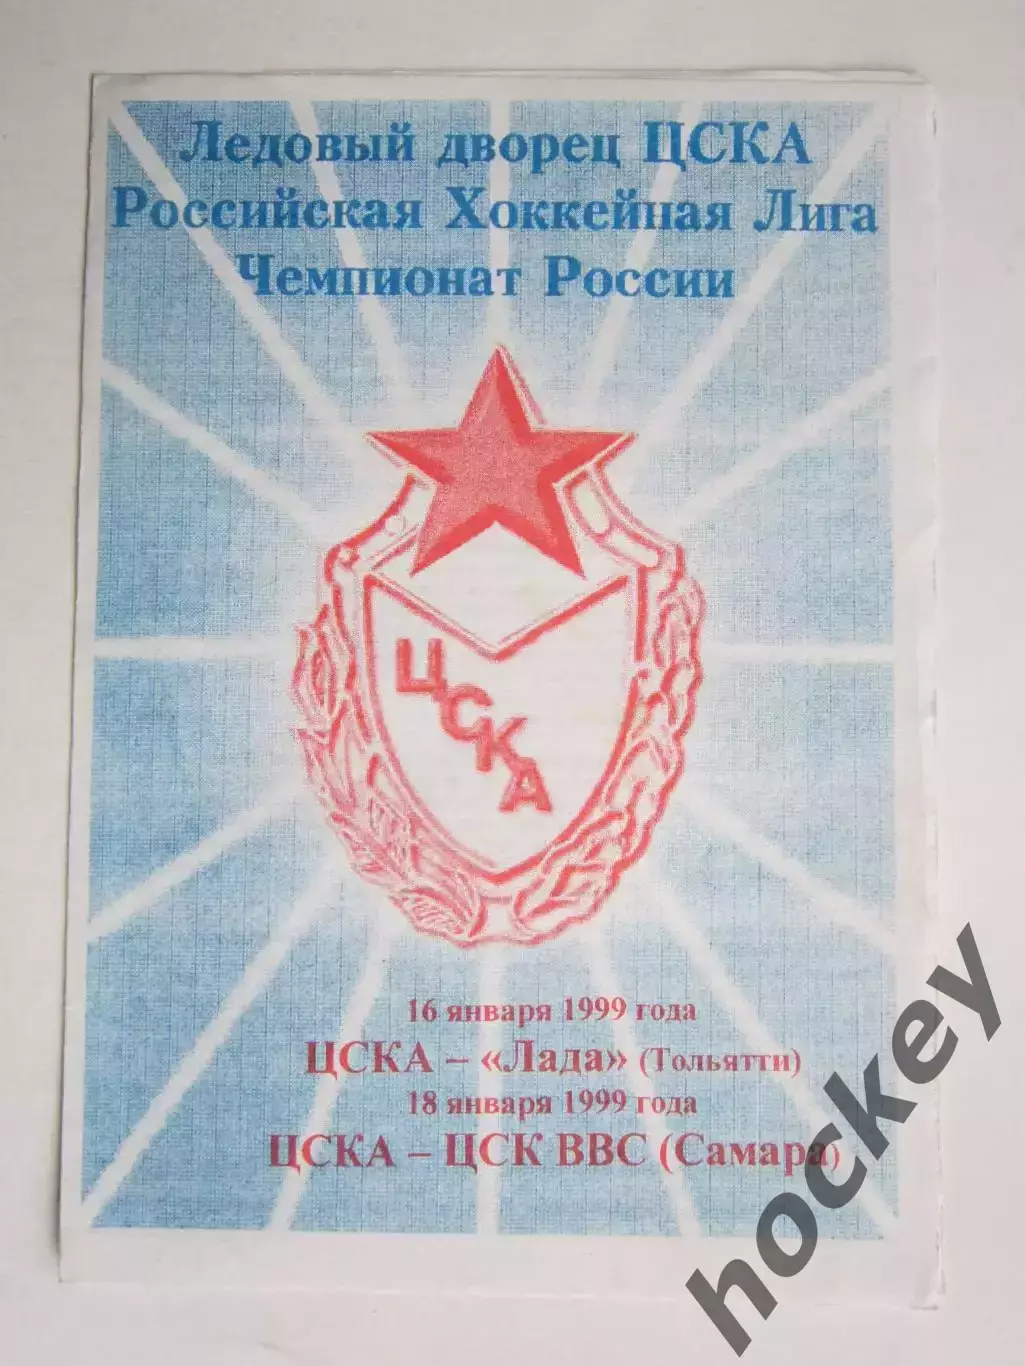 Ледовый дворец ЦСКА
Российская Хоккейная Лига
Чемпионат России
ЦСКА
16 января 1999 года
ЦСКА – «Лада» (Тольятти)
18 января 1999 года
ЦСКА – ЦСК ВВС (Самара)
hockey